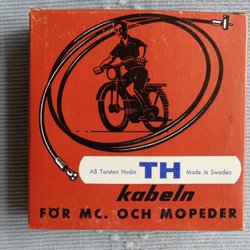 AB Torsten Hedin TH Made in Sweden
kabeln
FÖR MC. OCH MOPEDER